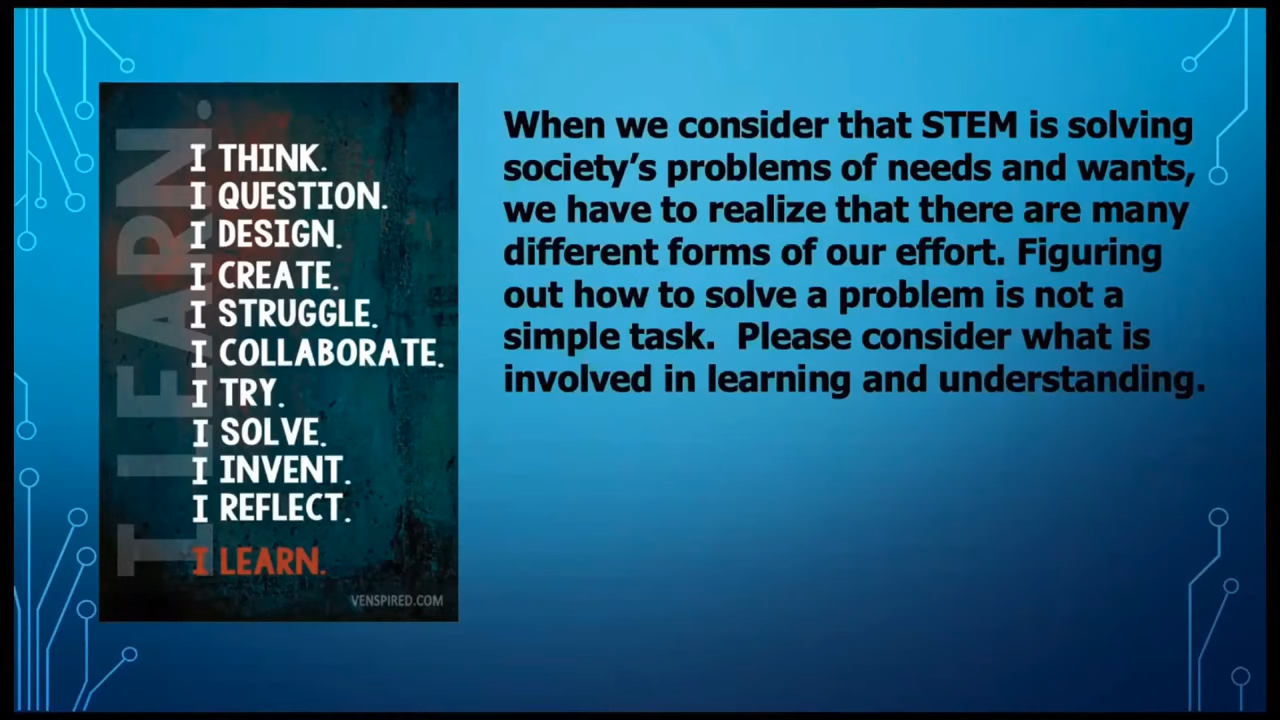 I LEARN.
I THINK.
I QUESTION.
I DESIGN.
I CREATE.
I STRUGGLE.
I COLLABORATE.
I TRY.
I SOLVE.
I INVENT.
I REFLECT.
I LEARN.
VENSPIRED.COM
When we consider that STEM is solving
society’s problems of needs and wants,
we have to realize that there are many
different forms of our effort. Figuring
out how to solve a problem is not a
simple task.  Please consider what is
involved in learning and understanding.